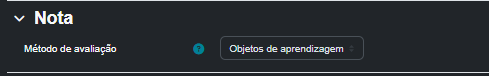 Nota
Método de avaliação ? Objetos de aprendizagem